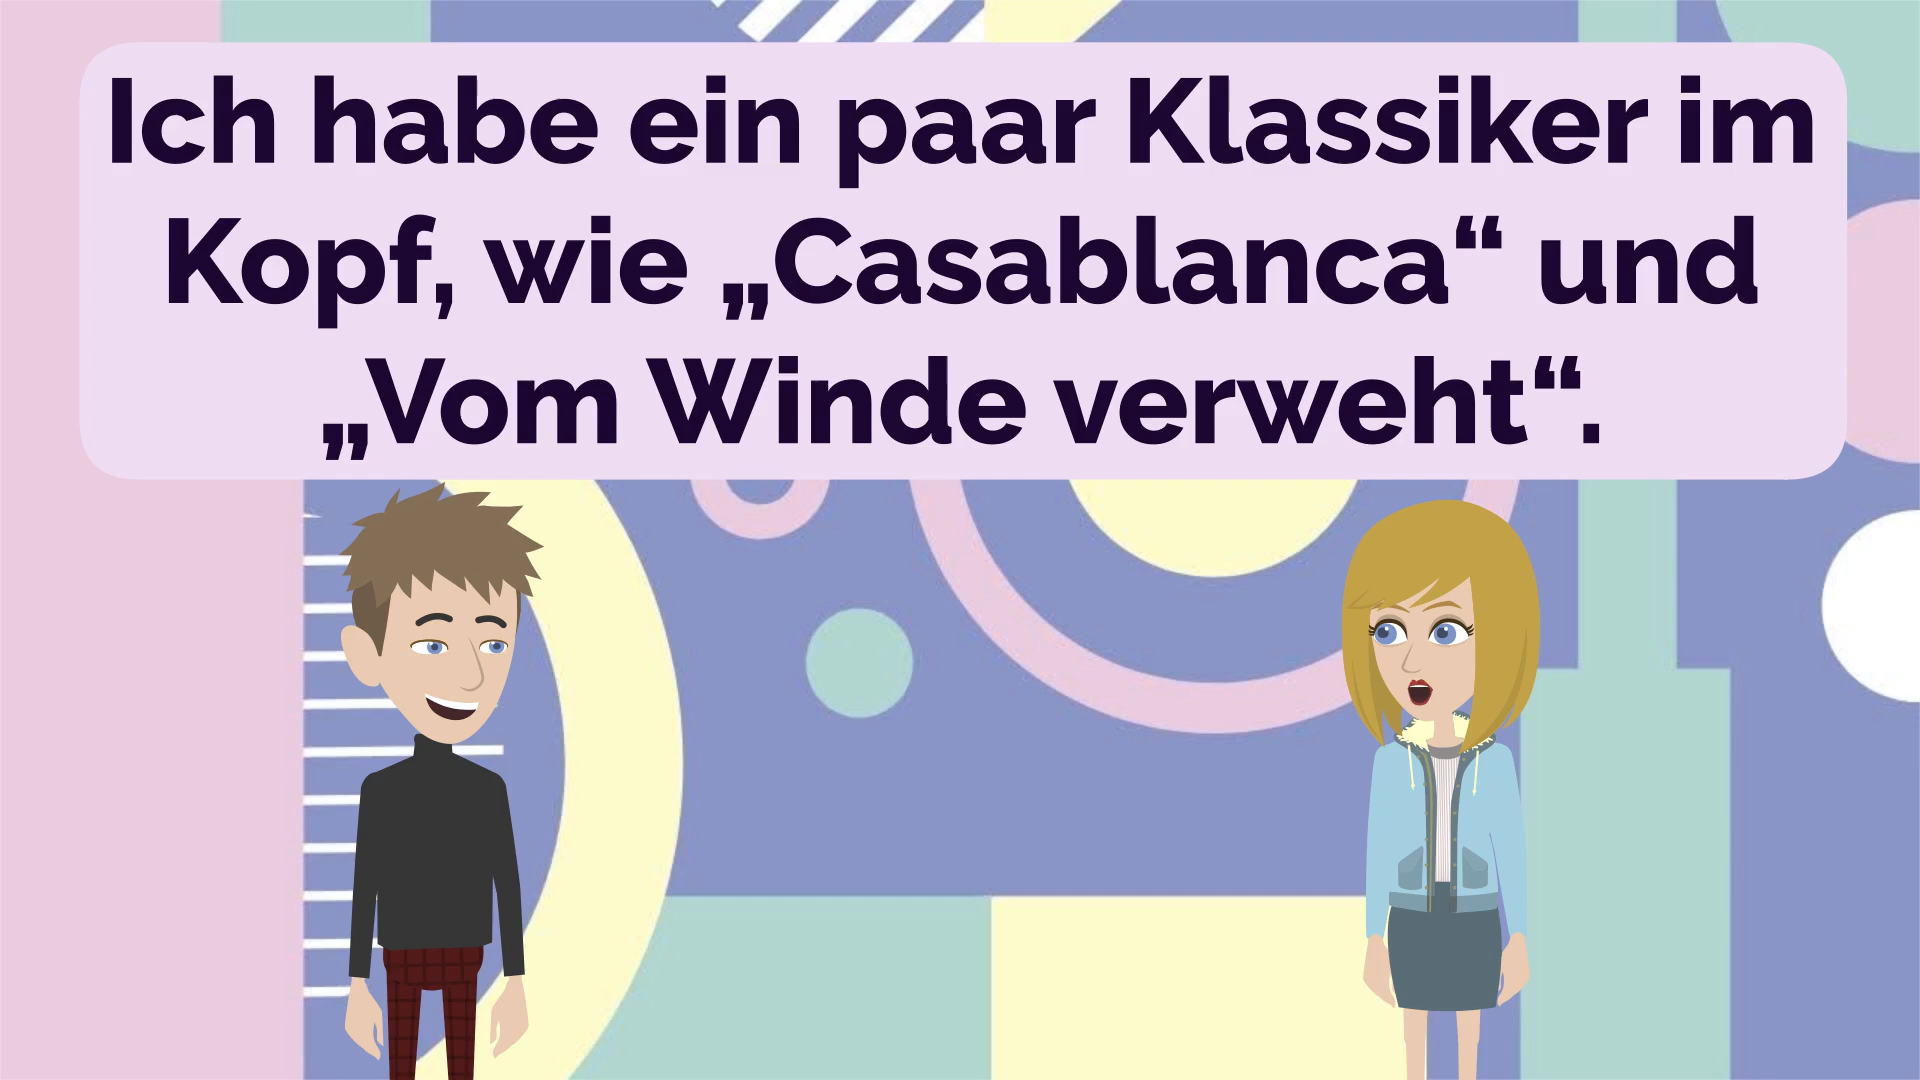 Ich habe ein paar Klassiker im
Kopf, wie „Casablanca“ und
„Vom Winde verweht“.